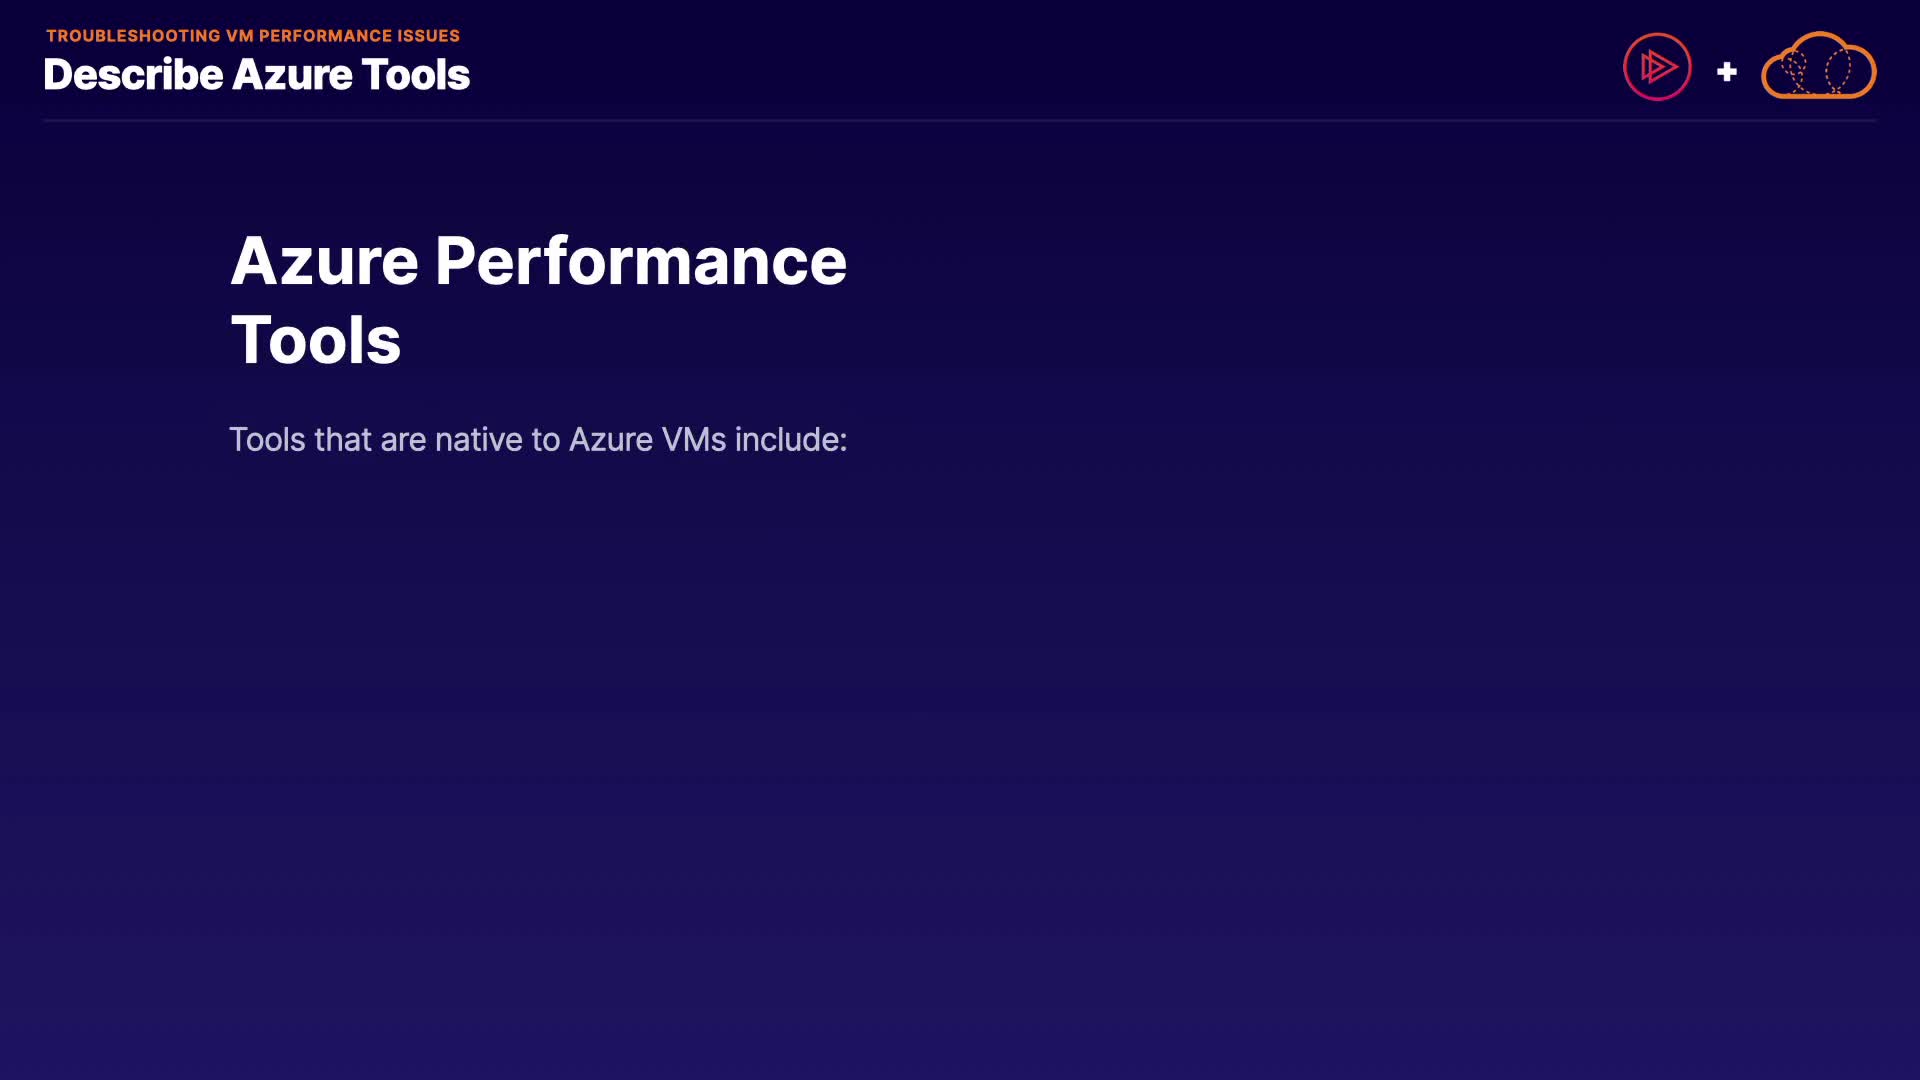 TROUBLESHOOTING VM PERFORMANCE ISSUES
Describe Azure Tools
Azure Performance
Tools
Tools that are native to Azure VMs include: